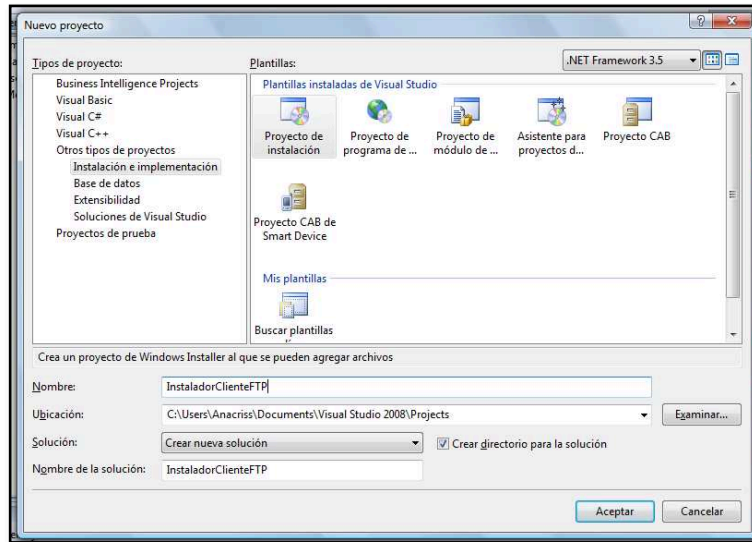 Nuevo proyecto
Tipos de proyecto:
Plantillas:
.NET Framework 3.5
Business Intelligence Projects
Visual Basic
Visual C#
Visual C++
Otros tipos de proyectos
Instalación e implementación
Base de datos
Extensibilidad
Soluciones de Visual Studio
Proyectos de prueba
Plantillas instaladas de Visual Studio
Proyecto de instalación
Proyecto de programa de ...
Proyecto de módulo de ...
Asistente para proyectos d...
Proyecto CAB
Proyecto CAB de Smart Device
Mis plantillas
Buscar plantillas
Crea un proyecto de Windows Installer al que se pueden agregar archivos
Nombre:
InstaladorClienteFTP
Ubicación:
C:\Users\Anacriss\Documents\Visual Studio 2008\Projects
Examinar...
Solución:
Crear nueva solución
Crear directorio para la solución
Nombre de la solución:
InstaladorClienteFTP
Aceptar
Cancelar